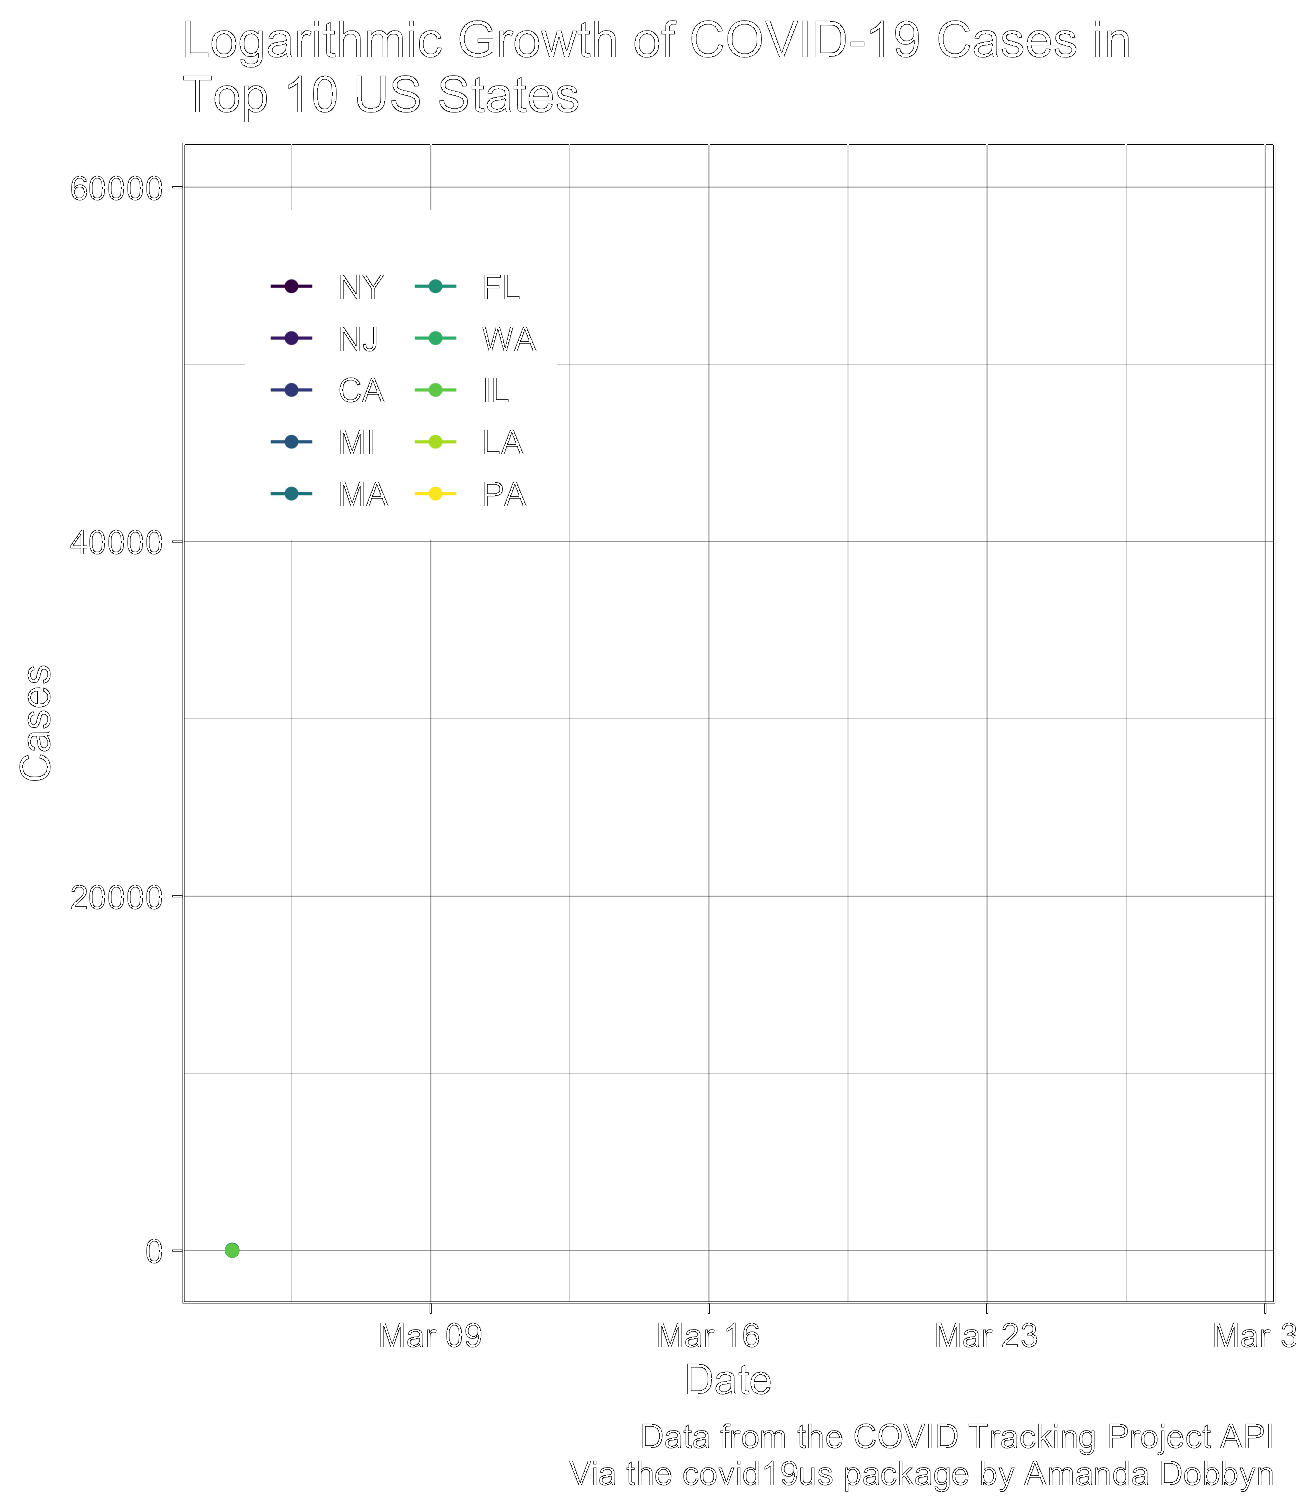 Logarithmic Growth of COVID-19 Cases in
Top 10 US States
60000
NY FL
NJ WA
CA IL
MI LA
MA PA
40000
Cases
20000
0
Mar 09 Mar 16 Mar 23 Mar 3
Date
Data from the COVID Tracking Project API
Via the covid19us package by Amanda Dobbyn